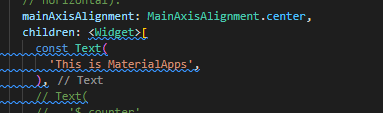 // horizontal).
mainAxisAlignment: MainAxisAlignment.center,
children: <Widget>[
const Text(
'This is MaterialApps',
), // Text
// Text(
// '$_counter'